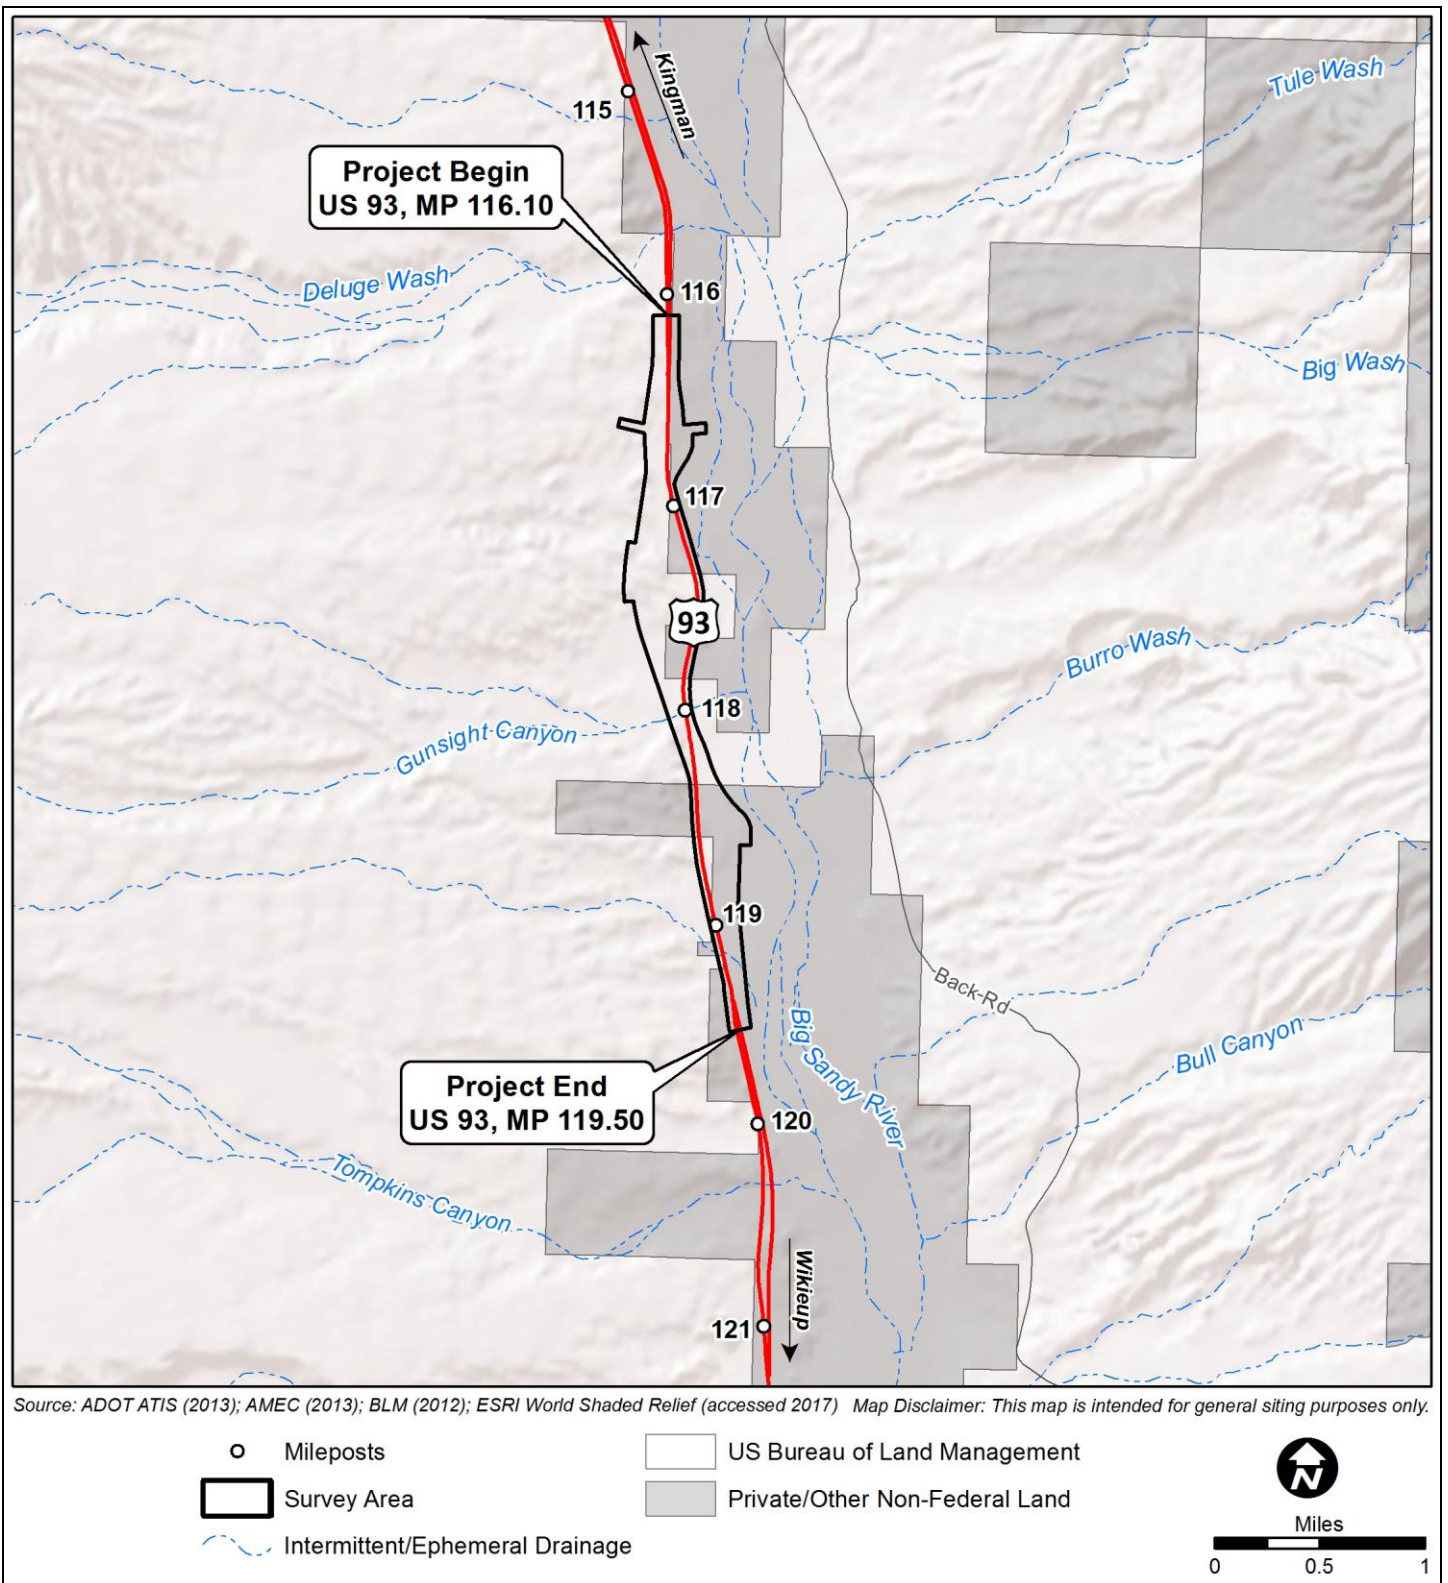 Kingman
Tule Wash
115
Project Begin
US 93, MP 116.10
Deluge Wash
116
Big Wash
117
93
Burro Wash
118
Gunsight Canyon
119
Back Rd
Big Sandy River
Bull Canyon
Project End
US 93, MP 119.50
120
Tompkins Canyon
Wikieup
121
Source: ADOT ATIS (2013); AMEC (2013); BLM (2012); ESRI World Shaded Relief (accessed 2017) Map Disclaimer: This map is intended for general siting purposes only.
Mileposts
Survey Area
Intermittent/Ephemeral Drainage
US Bureau of Land Management
Private/Other Non-Federal Land
N
Miles
0 0.5 1